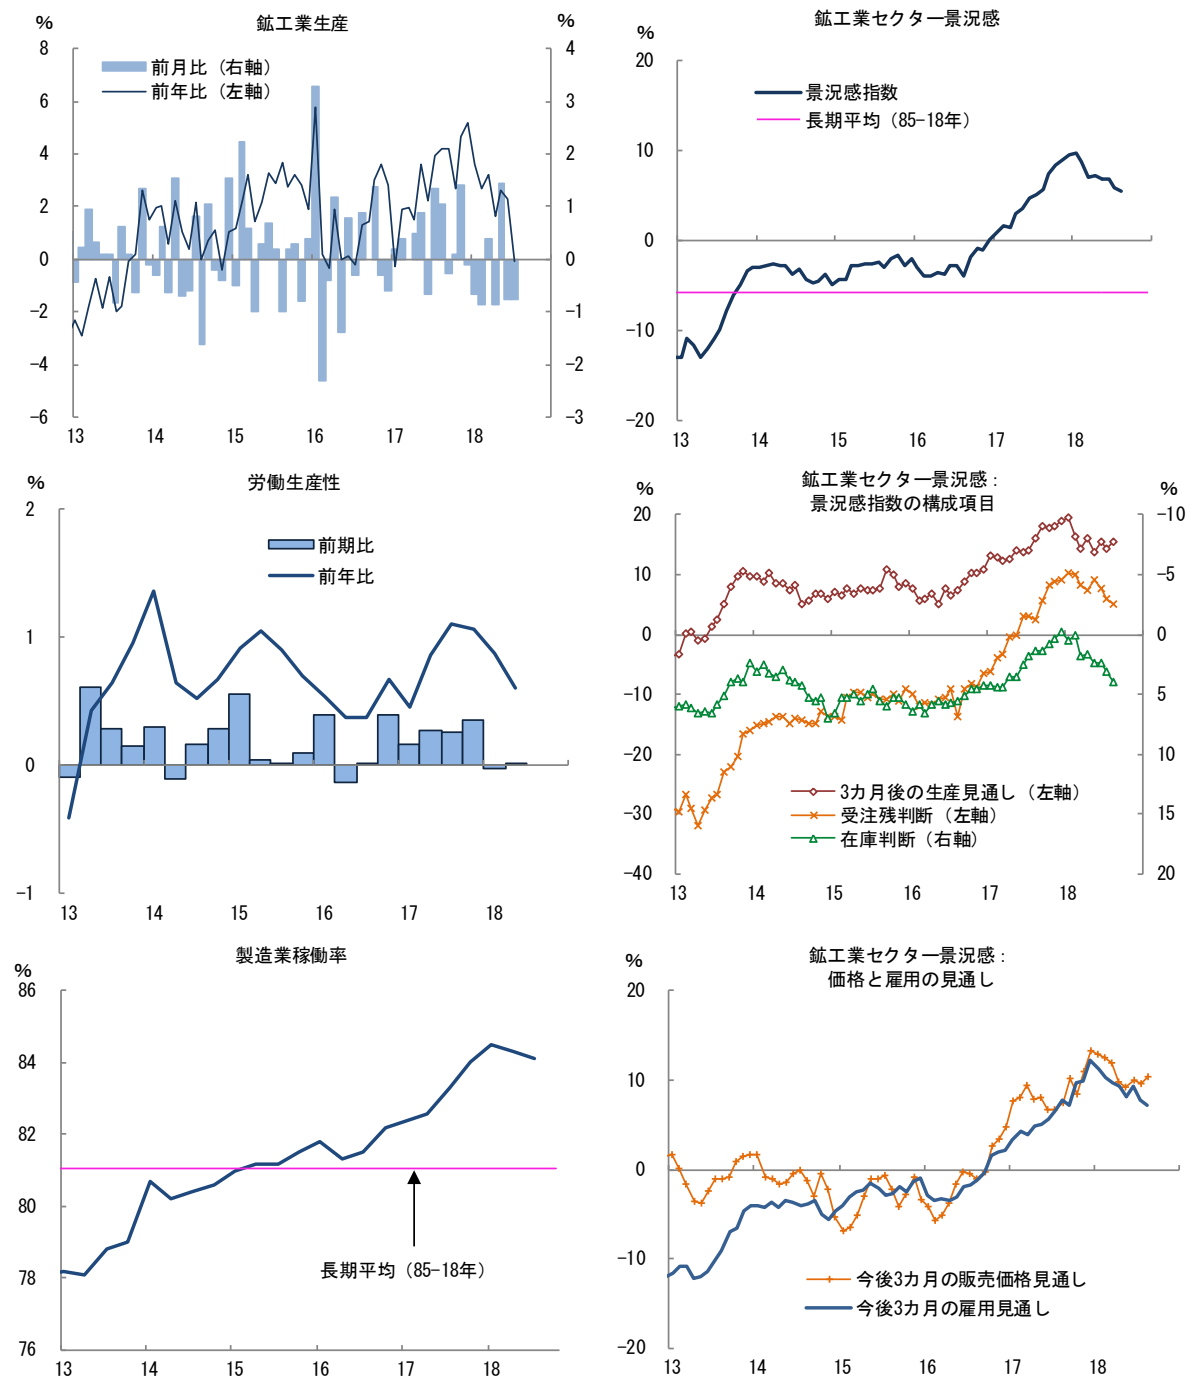 鉱工業生産
%
%
8
6
4
2
0
−2
−4
−6
4
3
2
1
0
−1
−2
−3
前月比（右軸）
前年比（左軸）
13 14 15 16 17 18
鉱工業セクター景況感
%
20
10
0
−10
−20
景況感指数
長期平均（85−18年）
13 14 15 16 17 18
労働生産性
%
2
1
0
−1
前期比
前年比
13 14 15 16 17 18
鉱工業セクター景況感：
景況感指数の構成項目
%
%
20
10
0
−10
−20
−30
−40
−10
−5
0
5
10
15
20
3カ月後の生産見通し（左軸）
受注残判断（左軸）
在庫判断（右軸）
13 14 15 16 17 18
製造業稼働率
%
86
84
82
80
78
76
長期平均（85−18年）
13 14 15 16 17 18
鉱工業セクター景況感：
価格と雇用の見通し
%
20
10
0
−10
−20
今後3カ月の販売価格見通し
今後3カ月の雇用見通し
13 14 15 16 17 18